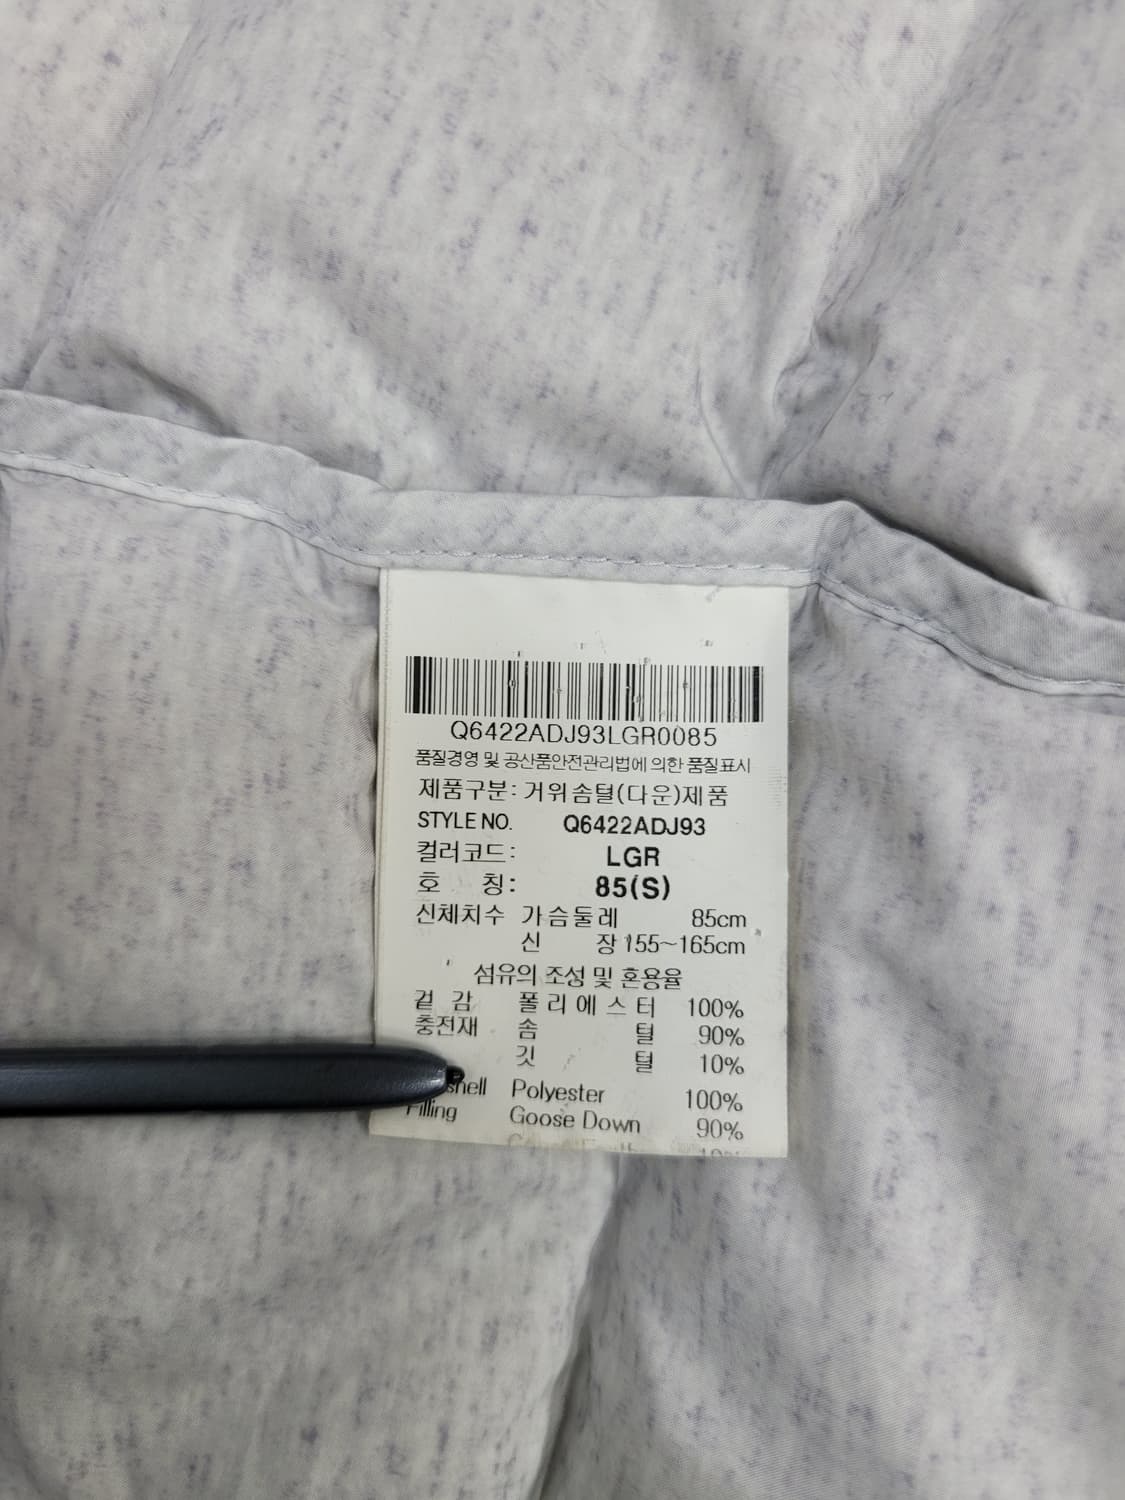 Q6422ADJ93LGR0085
품질경영 및 공산품안전관리법에 의한 품질표시
제품구분: 거위솜털(다운)제품
STYLE NO. Q6422ADJ93
컬러코드: LGR
호 칭: 85(S)
신체치수 가슴둘레 85cm
신 장 155~165cm
섬유의 조성 및 혼용율
겉 감 폴리에스터 100%
충전재 솜 털 90%
깃 털 10%
Polyester 100%
Filling Goose Down 90%